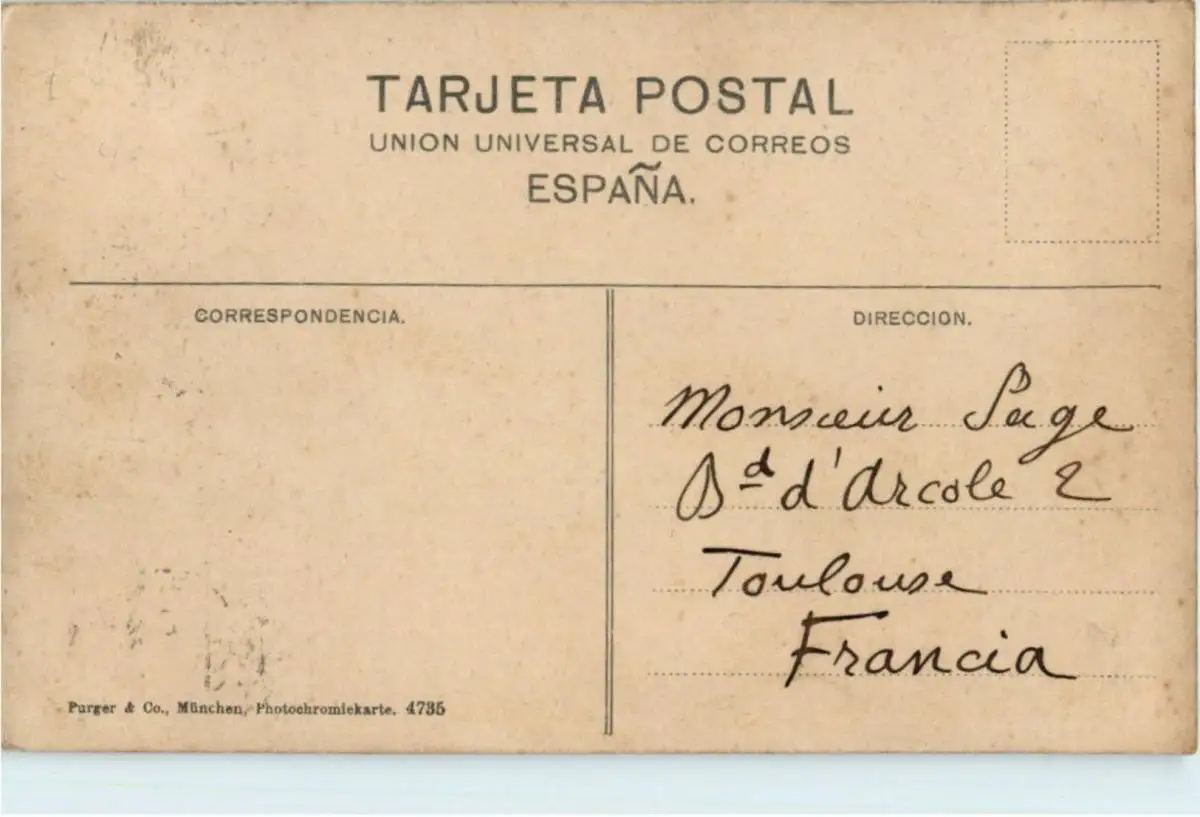 TARJETA POSTAL
UNION UNIVERSAL DE CORREOS
ESPAÑA.
CORRESPONDENCIA.
DIRECCION.
Monsieur Page
Bd d'Arcole 2
Toulouse
Francia
Purger & Co., München, Photochromiekarte, 4735